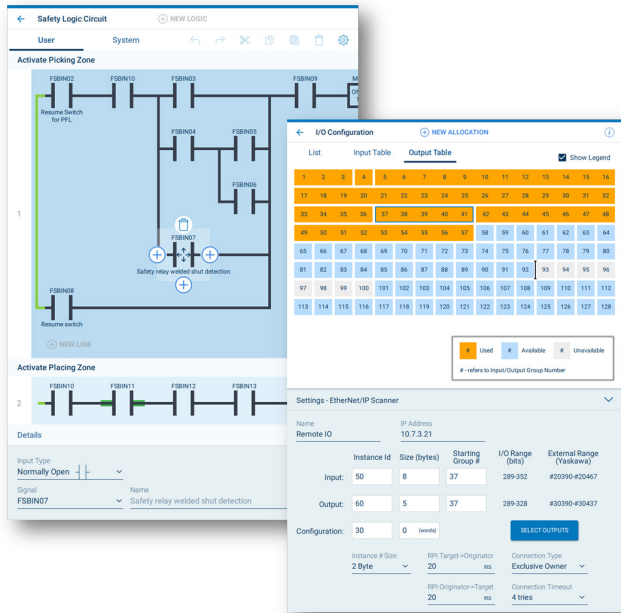 Safety Logic Circuit
NEW LOGIC
User
System
Activate Picking Zone
FSBIN02
FSBIN10
FSBIN03
FSBIN09
Resume Switch
for PFL
FSBIN04
FSBIN05
FSBIN06
1
FSBIN07
Safety relay welded shut detection
FSBIN08
Resume switch
NEW LINE
Activate Placing Zone
FSBIN10
FSBIN11
FSBIN12
FSBIN13
2
Details
Input Type
Normally Open
Signal
Name
FSBIN07
Safety relay welded shut detection
I/O Configuration
NEW ALLOCATION
List
Input Table
Output Table
Show Legend
1 2 3 4 5 6 7 8 9 10 11 12 13 14 15 16
17 18 19 20 21 22 23 24 25 26 27 28 29 30 31 32
33 34 35 36 37 38 39 40 41 42 43 44 45 46 47 48
49 50 51 52 53 54 55 56 57 58 59 60 61 62 63 64
65 66 67 68 69 70 71 72 73 74 75 76 77 78 79 80
81 82 83 84 85 86 87 88 89 90 91 92 93 94 95 96
97 98 99 100 101 102 103 104 105 106 107 108 109 110 111 112
113 114 115 116 117 118 119 120 121 122 123 124 125 126 127 128
# Used # Available # Unavailable
# - refers to Input/Output Group Number
Settings - EtherNet/IP Scanner
Name
IP Address
Remote IO
10.7.3.21
Instance Id
Size (bytes)
Starting
Group #
I/O Range
(bits)
External Range
(Yaskawa)
Input: 50 8 37 289-352 #20390-#20467
Output: 60 5 37 289-328 #30390-#30437
Configuration: 30 0 (words)
SELECT OUTPUTS
Instance # Size
RPI Target->Originator
Connection Type
2 Byte
20 ms
Exclusive Owner
RPI Originator->Target
Connection Timeout
20 ms
4 tries